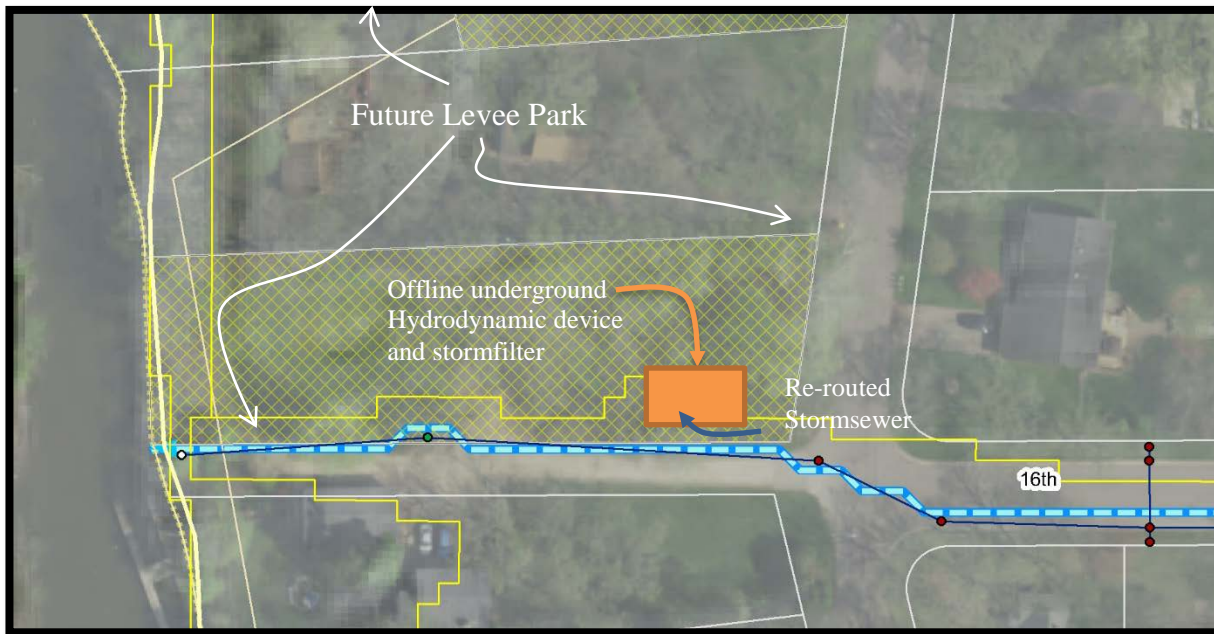 Future Levee Park
Offline underground
Hydrodynamic device
and stormfilter
Re-routed
Stormsewer
16th